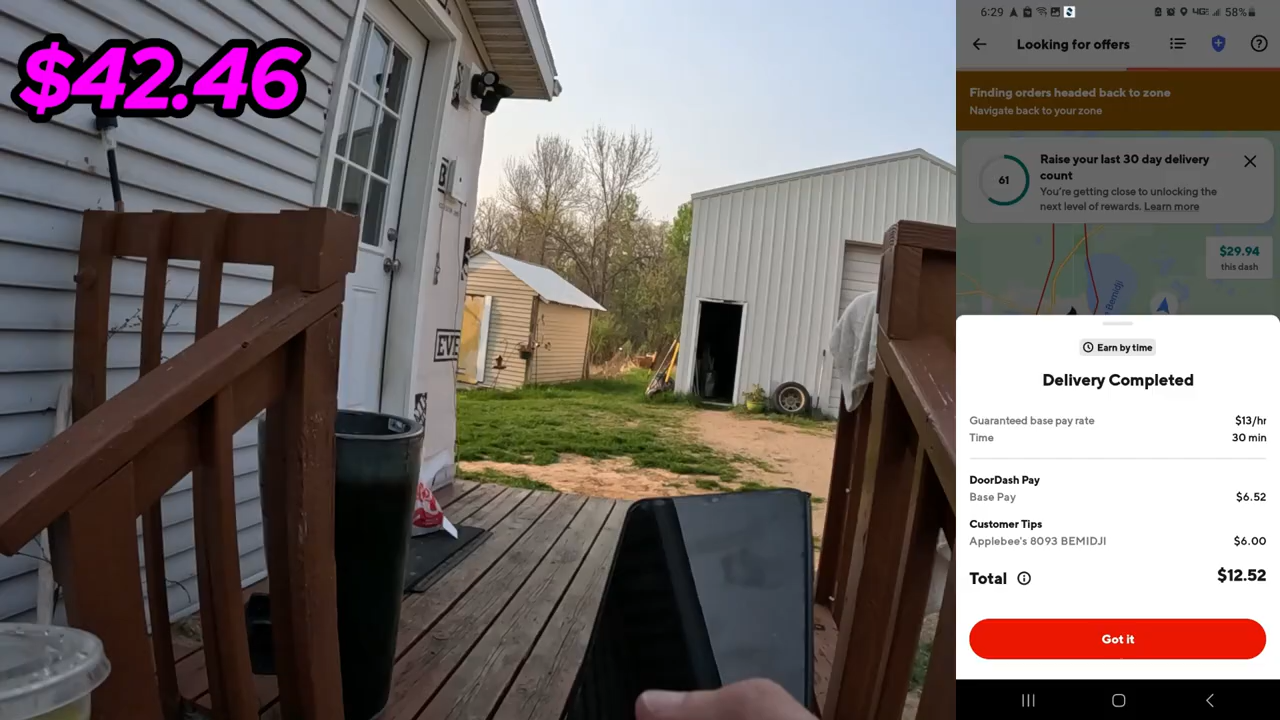 $42.46
EVE
6:29
4G
58%
Looking for offers
Finding orders headed back to zone
Navigate back to your zone
61
Raise your last 30 day delivery
count
You're getting close to unlocking the
next level of rewards. Learn more
$29.94
this dash
Bemidji
Earn by time
Delivery Completed
Guaranteed base pay rate
$13/hr
Time
30 min
DoorDash Pay
Base Pay
$6.52
Customer Tips
Applebee's 8093 BEMIDJI
$6.00
Total
$12.52
Got it